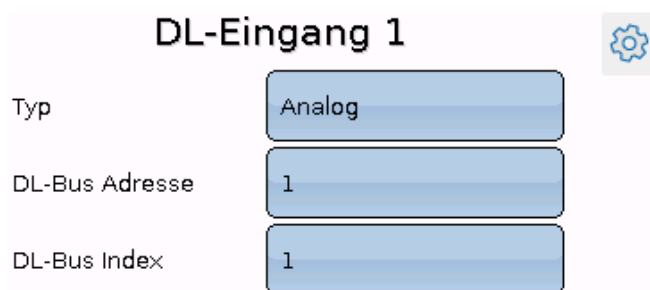 DL-Eingang 1
Typ Analog
DL-Bus Adresse 1
DL-Bus Index 1